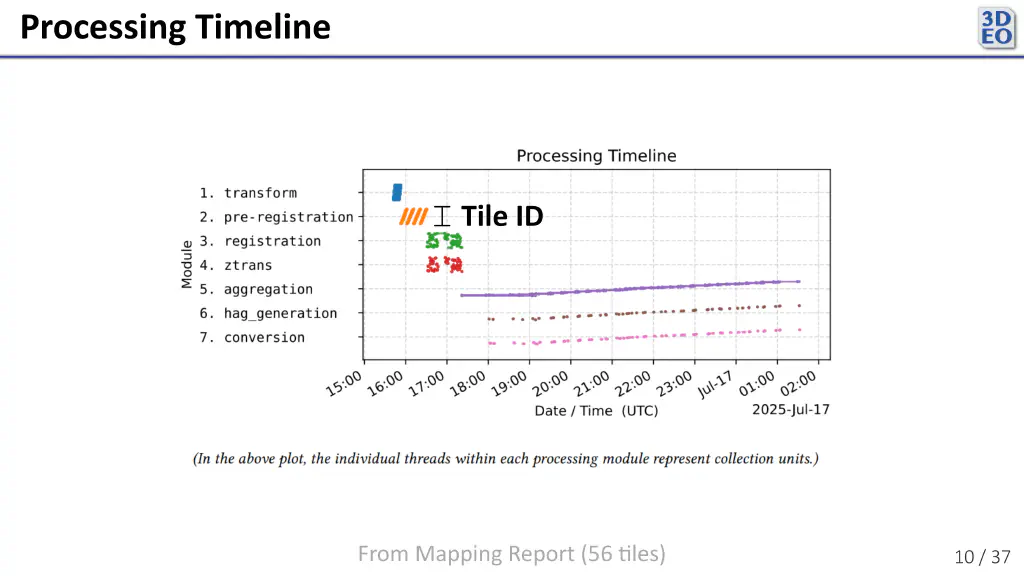 Processing Timeline
3D
EO
Processing Timeline
Module
1. transform
2. pre-registration
3. registration
4. ztrans
5. aggregation
6. hag_generation
7. conversion
Tile ID
15:00 16:00 17:00 18:00 19:00 20:00 21:00 22:00 23:00 Jul-17 01:00 02:00
Date / Time (UTC)
2025-Jul-17
(In the above plot, the individual threads within each processing module represent collection units.)
From Mapping Report (56 tiles)
10 / 37